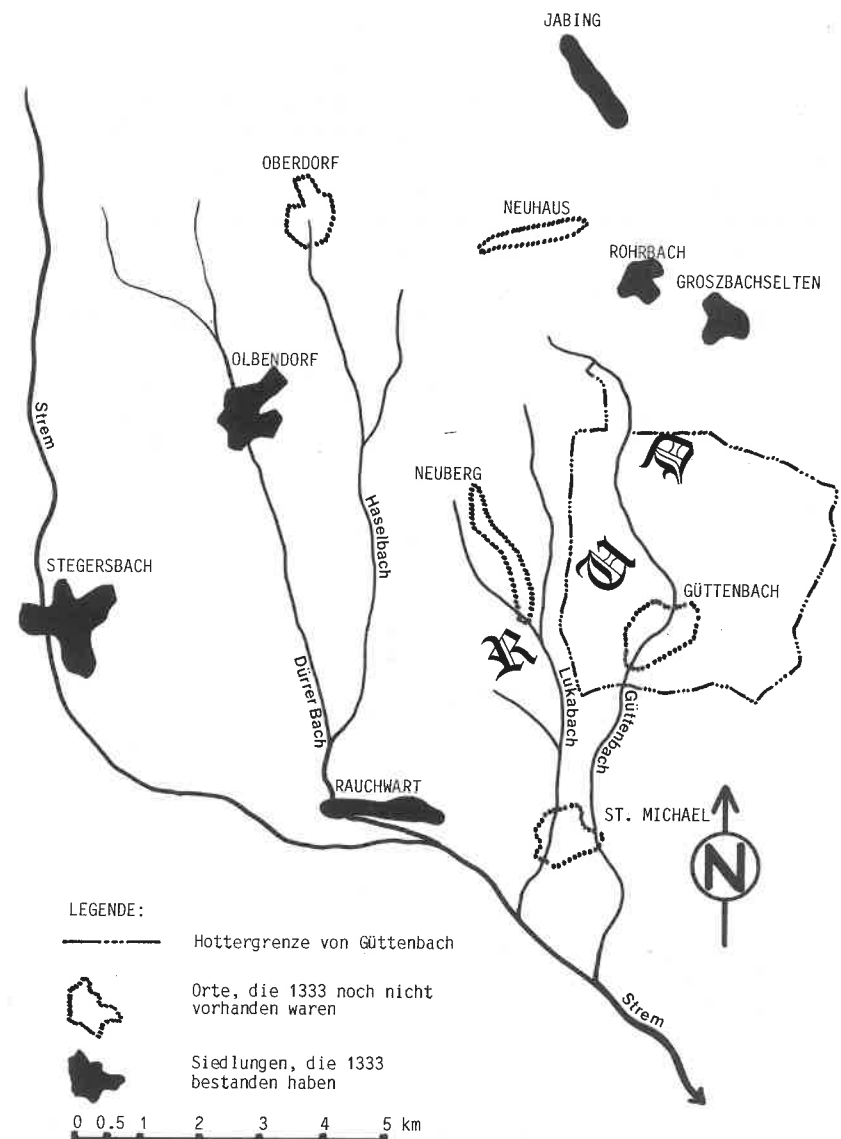 JABING
OBERDORF
NEUHAUS
ROHRBACH
GROSZBACHSELTEN
OLBENDORF
Strem
NEUBERG
Haselbach
STEGERSBACH
GÜTTENBACH
Dürrer Bach
Lukabach
Güttenbach
RAUCHWART
ST. MICHAEL
N
LEGENDE:
Hottergrenze von Güttenbach
Orte, die 1333 noch nicht
vorhanden waren
Strem
Siedlungen, die 1333
bestanden haben
0 0.5 1 2 3 4 5 km